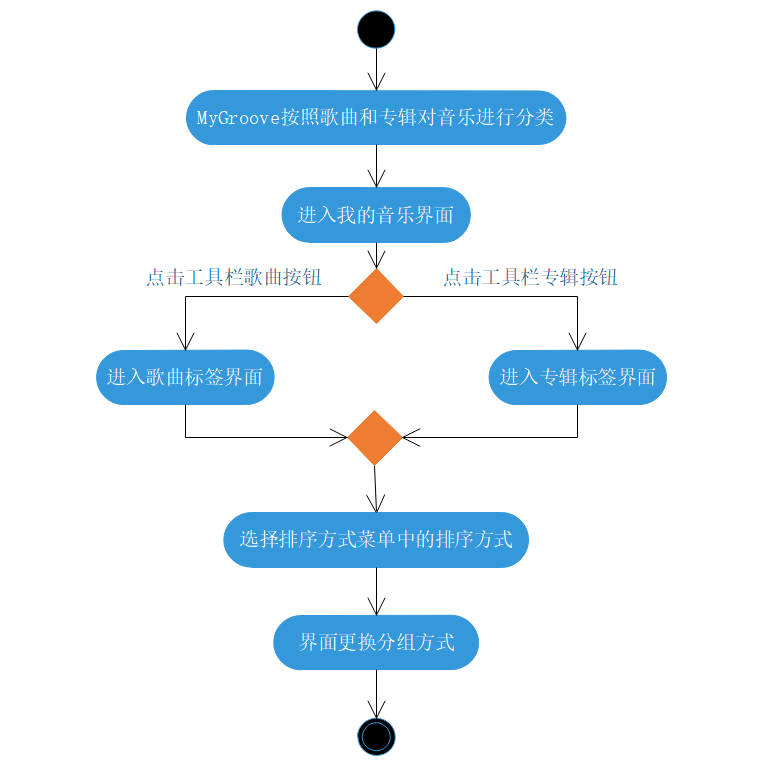 MyGroove按照歌曲和专辑对音乐进行分类
进入我的音乐界面
点击工具栏歌曲按钮
点击工具栏专辑按钮
进入歌曲标签界面
进入专辑标签界面
选择排序方式菜单中的排序方式
界面更换分组方式